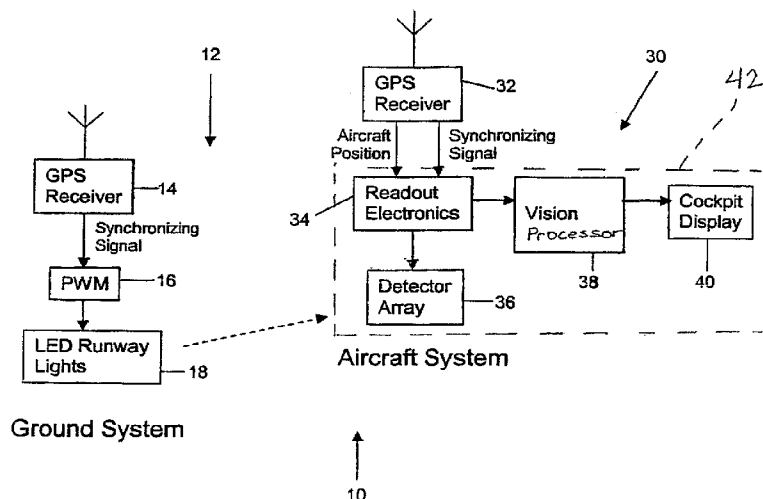 12
GPS
Receiver
32
30
42
Aircraft
Position
Synchronizing
Signal
GPS
Receiver
14
34
Readout
Electronics
Vision
Processor
38
Cockpit
Display
40
Synchronizing
Signal
PWM
16
Detector
Array
36
LED Runway
Lights
18
Aircraft System
Ground System
10